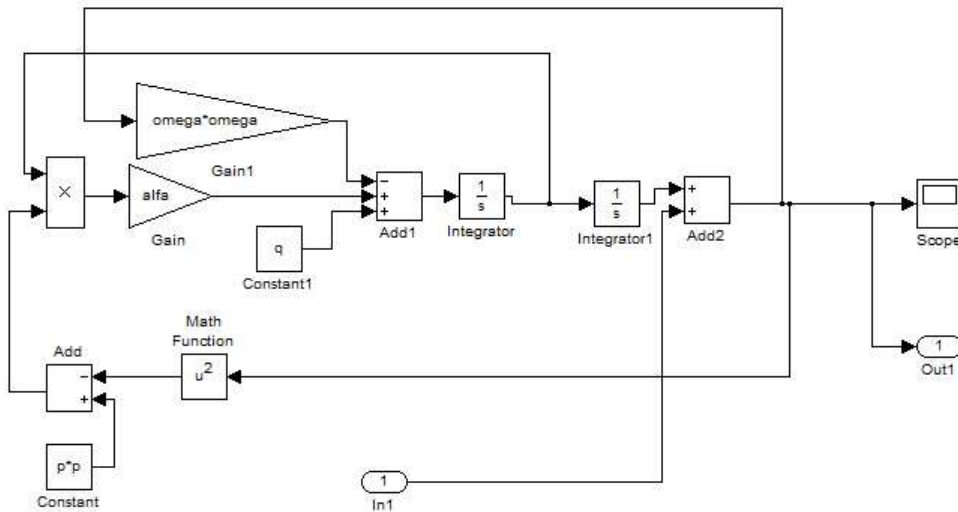 omega*omega
Gain1
×
alfa
Gain
−
+
+
Add1
1
s
Integrator
1
s
Integrator1
+
+
Add2
Scope
q
Constant1
Math
Function
u2
Add
−
+
p*p
Constant
1
In1
1
Out1